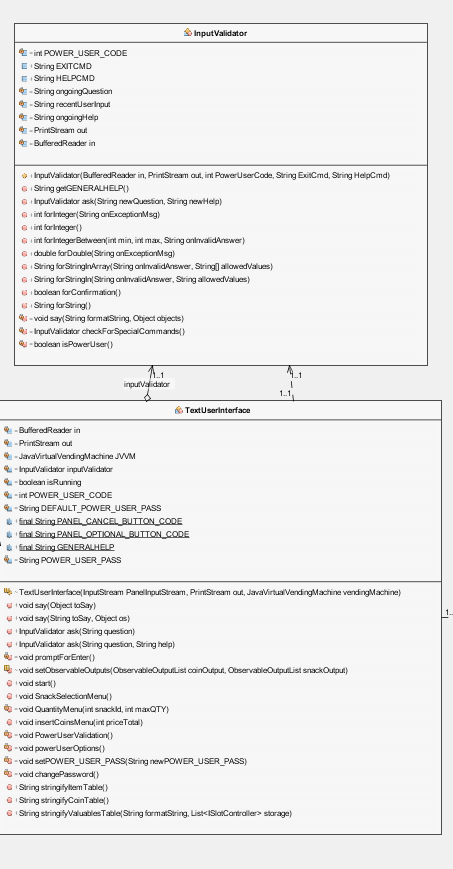 InputValidator
- int POWER_USER_CODE
: String EXITCMD
: String HELPCMD
- String ongoingQuestion
- String recentUserInput
- String ongoingHelp
- PrintStream out
- BufferedReader in
: InputValidator(BufferedReader in, PrintStream out, int PowerUserCode, String ExitCmd, String HelpCmd)
: String getGENERALHELP()
: InputValidator ask(String newQuestion, String newHelp)
: int forInteger(String onExceptionMsg)
: int forInteger()
: int forIntegerBetween(int min, int max, String onInvalidAnswer)
: double forDouble(String onExceptionMsg)
: String forStringInArray(String onInvalidAnswer, String[] allowedValues)
: String forStringIn(String onInvalidAnswer, String allowedValues)
: boolean forConfirmation()
: String forString()
- void say(String formatString, Object objects)
- InputValidator checkForSpecialCommands()
- boolean isPowerUser()
1..1
1..1
inputValidator
1..1
TextUserInterface
- BufferedReader in
- PrintStream out
- JavaVirtualVendingMachine JVVM
- InputValidator inputValidator
- boolean isRunning
- int POWER_USER_CODE
- String DEFAULT_POWER_USER_PASS
: final String PANEL_CANCEL_BUTTON_CODE
: final String PANEL_OPTIONAL_BUTTON_CODE
: final String GENERALHELP
- String POWER_USER_PASS
~ TextUserInterface(InputStream PanelInputStream, PrintStream out, JavaVirtualVendingMachine vendingMachine)
: void say(Object toSay)
: void say(String toSay, Object os)
: InputValidator ask(String question)
: InputValidator ask(String question, String help)
- void promptForEnter()
~ void setObservableOutputs(ObservableOutputList coinOutput, ObservableOutputList snackOutput)
: void start()
: void SnackSelectionMenu()
- void QuantityMenu(int snackId, int maxQTY)
: void insertCoinsMenu(int priceTotal)
- void PowerUserValidation()
- void powerUserOptions()
- void setPOWER_USER_PASS(String newPOWER_USER_PASS)
- void changePassword()
: String stringifyItemTable()
: String stringifyCoinTable()
: String stringifyValuablesTable(String formatString, List<ISlotController> storage)
1..